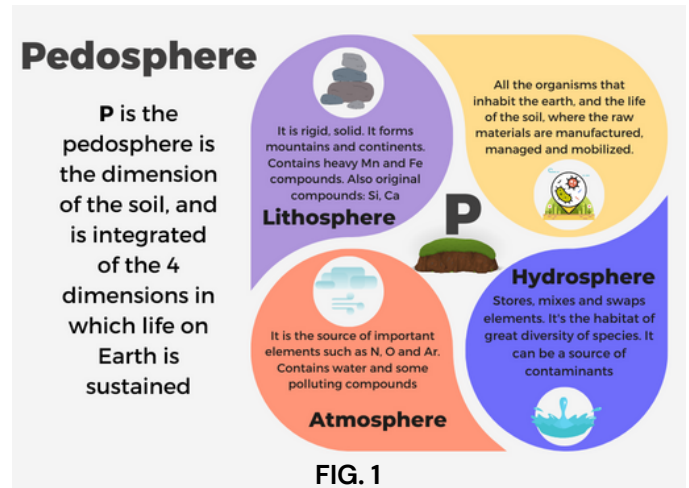 Pedosphere
P is the
pedosphere is
the dimension
of the soil, and
is integrated
of the 4
dimensions in
which life on
Earth is
sustained
It is rigid, solid. It forms
mountains and continents.
Contains heavy Mn and Fe
compounds. Also original
compounds: Si, Ca
Lithosphere
All the organisms that
inhabit the earth, and the life
of the soil, where the raw
materials are manufactured,
managed and mobilized.
P
It is the source of important
elements such as N, O and Ar.
Contains water and some
polluting compounds
Atmosphere
Hydrosphere
Stores, mixes and swaps
elements. It's the habitat of
great diversity of species. It
can be a source of
contaminants
FIG. 1